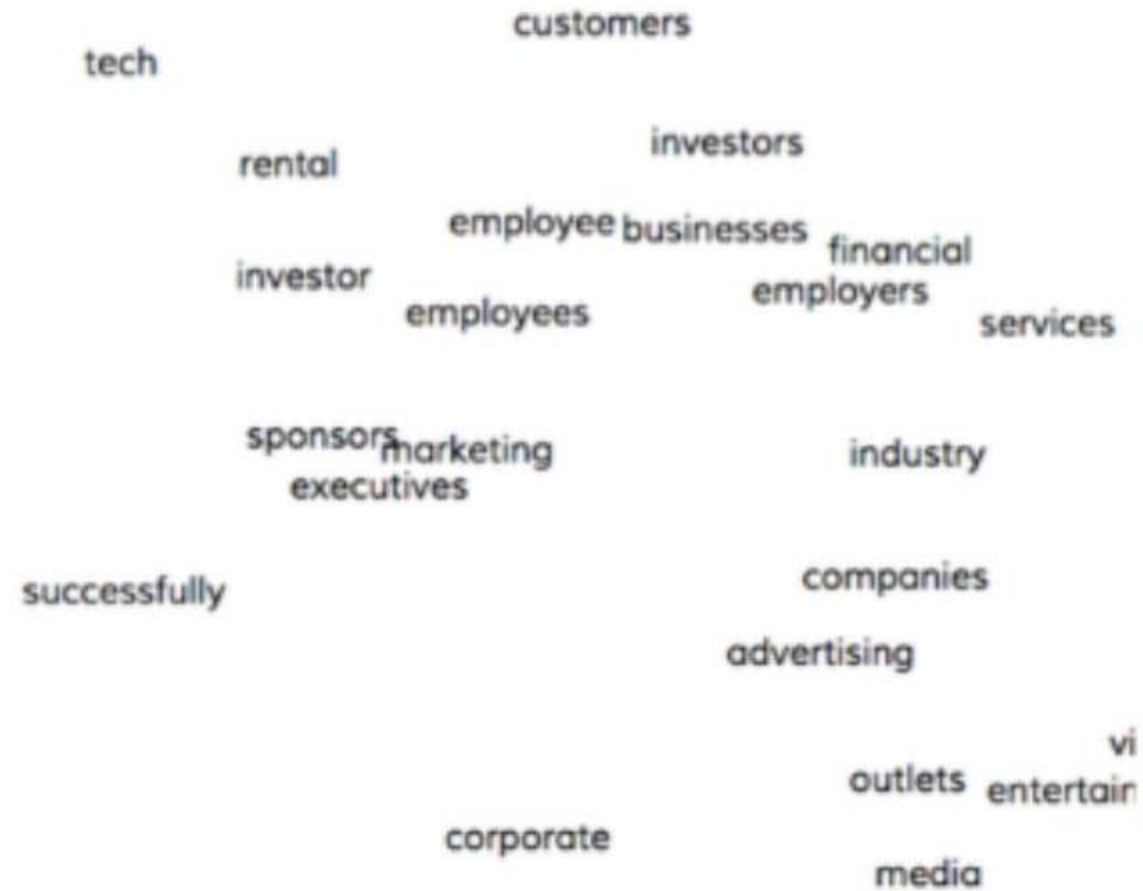 customers
tech
investors
rental
employee businesses
financial
investor
employers
employees
services
sponsors
marketing
industry
executives
companies
successfully
advertising
vi
outlets
entertain
corporate
media